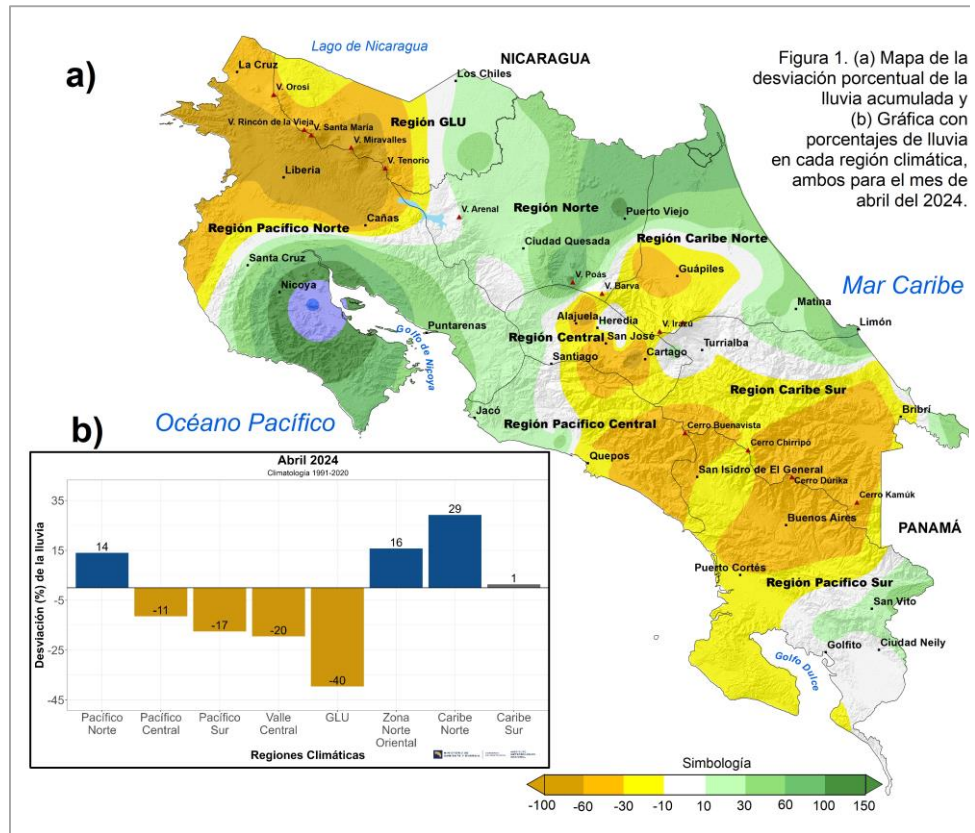 a)
Lago de Nicaragua
NICARAGUA
Figura 1. (a) Mapa de la
desviación porcentual de la
lluvia acumulada y
(b) Gráfica con
porcentajes de lluvia
en cada región climática,
ambos para el mes de
abril del 2024.
La Cruz
Los Chiles
V. Orosi
V. Rincón de la Vieja
V. Santa María
Región GLU
V. Miravalles
V. Tenorio
Liberia
Cañas
V. Arenal
Región Norte
Puerto Viejo
Región Pacífico Norte
Ciudad Quesada
Región Caribe Norte
Santa Cruz
Guápiles
Mar Caribe
Nicoya
V. Poás
V. Barva
Matina
Limón
Puntarenas
Golfo de Nicoya
Alajuela
Heredia
V. Irazú
San José
Región Central
Turrialba
Santiago
Cartago
Region Caribe Sur
Océano Pacífico
Jacó
Bribrí
Región Pacífico Central
Cerro Buenavista
Cerro Chirripó
Quepos
San Isidro de El General
Cerro Dúrika
Cerro Kamúk
Buenos Aires
PANAMÁ
Puerto Cortés
Región Pacífico Sur
San Vito
Golfito
Ciudad Neily
Golfo Dulce
b)
Abril 2024
Climatología 1991-2020
Desviación (%) de la lluvia
35
15
-5
-25
-45
14
-11
-17
-20
-40
16
29
1
Pacífico Norte
Pacífico Central
Pacífico Sur
Valle Central
GLU
Zona Norte Oriental
Caribe Norte
Caribe Sur
Regiones Climáticas
Simbología
-100 -60 -30 -10 10 30 60 100 150